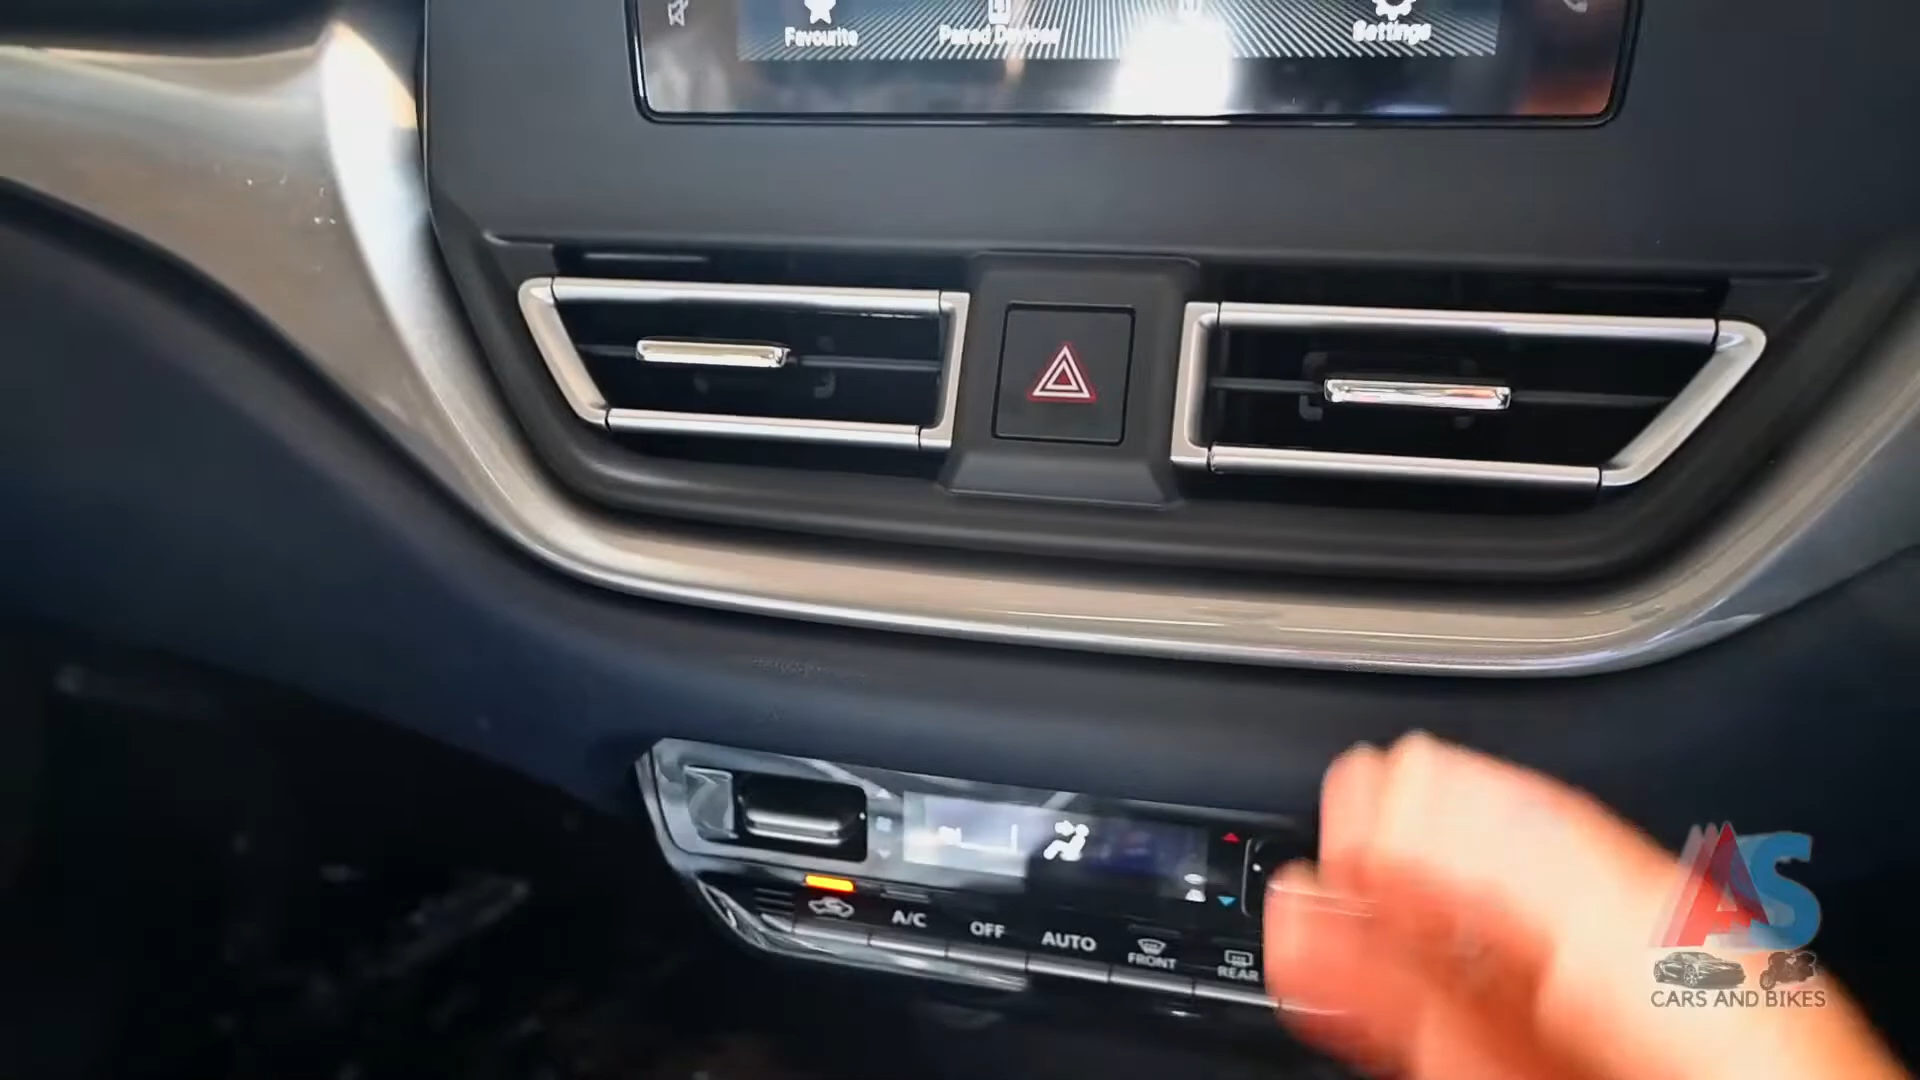 Favourite
Paired Devices
Settings
A/C
OFF
AUTO
FRONT
REAR
AS
CARS AND BIKES